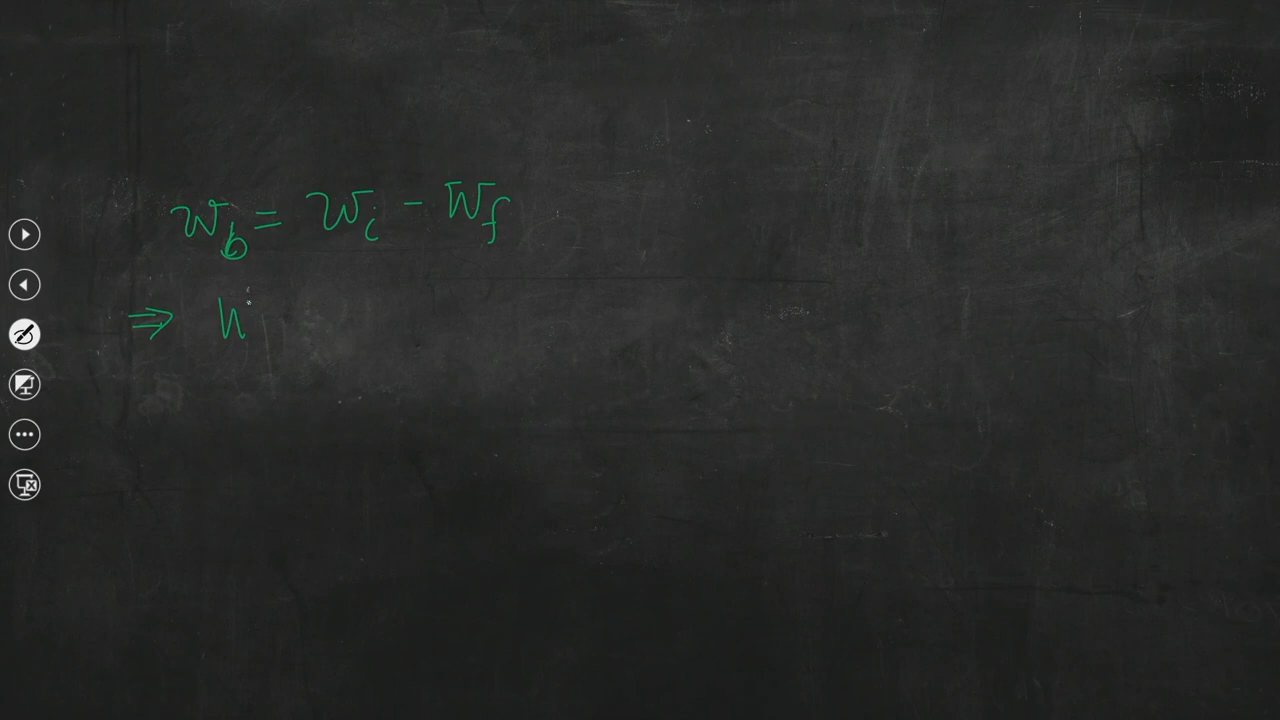 W_b = W_i - W_f
⇒ h